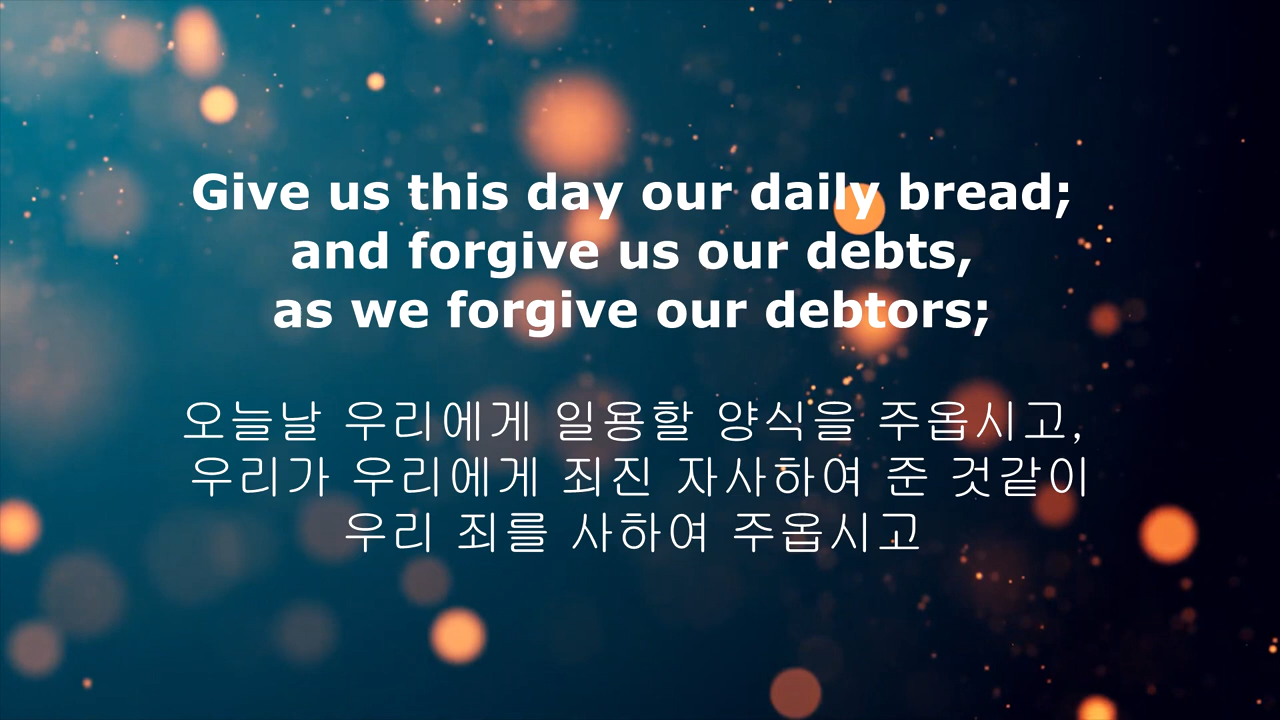 Give us this day our daily bread;
and forgive us our debts,
as we forgive our debtors;
오늘날 우리에게 일용할 양식을 주옵시고,
우리가 우리에게 죄진 자사하여 준 것같이
우리 죄를 사하여 주옵시고